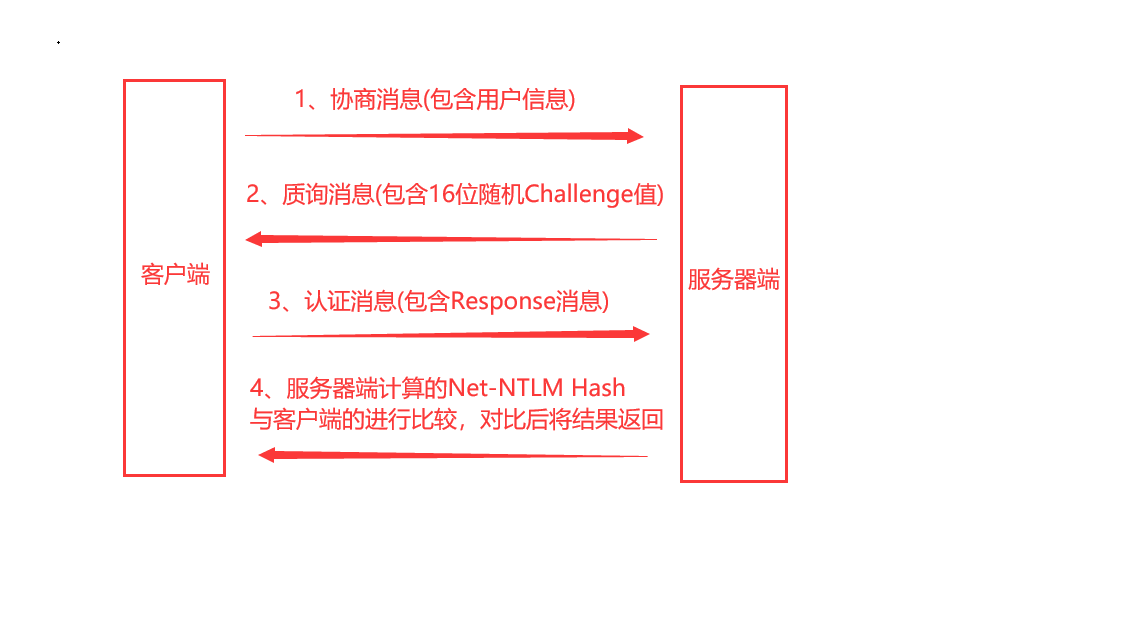 1、协商消息(包含用户信息)
2、质询消息(包含16位随机Challenge值)
客户端
服务器端
3、认证消息(包含Response消息)
4、服务器端计算的Net-NTLM Hash
与客户端的进行比较，对比后将结果返回